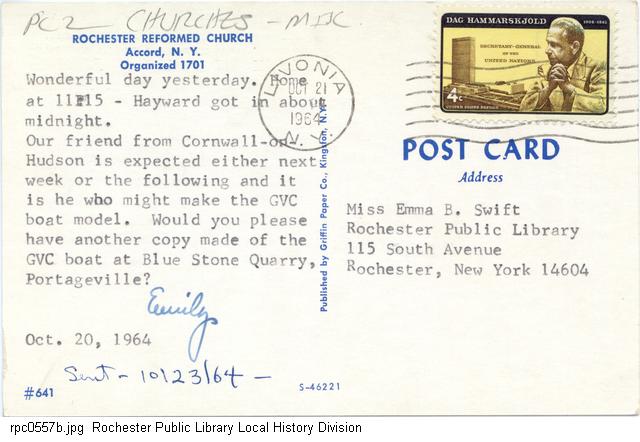 PC 2 CHURCHES - MISC
ROCHESTER REFORMED CHURCH
Accord, N. Y.
Organized 1701
Wonderful day yesterday. Home
at 11:15 - Hayward got in about
midnight.
Our friend from Cornwall-on-
Hudson is expected either next
week or the following and it
is he who might make the GVC
boat model. Would you please
have another copy made of the
GVC boat at Blue Stone Quarry,
Portageville?
Emily
Oct. 20, 1964
Sent - 10/23/64 -
#641
S-46221
Published by Griffin Paper Co., Kingston, N.Y.
LIVONIA
OCT 21
1964
N.Y.
DAG HAMMARSKJOLD
1905-1961
SECRETARY-GENERAL
OF THE
UNITED NATIONS
4c
UNITED STATES POSTAGE
POST CARD
Address
Miss Emma B. Swift
Rochester Public Library
115 South Avenue
Rochester, New York 14604
rpc0557b.jpg Rochester Public Library Local History Division